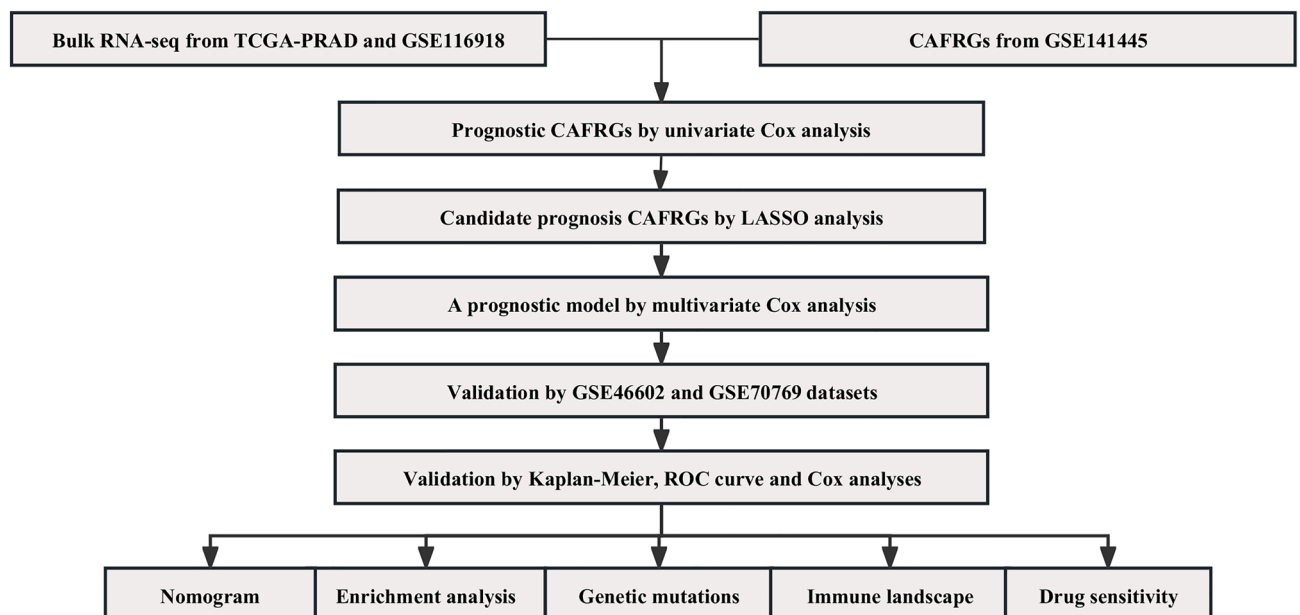 Bulk RNA-seq from TCGA-PRAD and GSE116918
CAFRGs from GSE141445
Prognostic CAFRGs by univariate Cox analysis
Candidate prognosis CAFRGs by LASSO analysis
A prognostic model by multivariate Cox analysis
Validation by GSE46602 and GSE70769 datasets
Validation by Kaplan-Meier, ROC curve and Cox analyses
Nomogram
Enrichment analysis
Genetic mutations
Immune landscape
Drug sensitivity